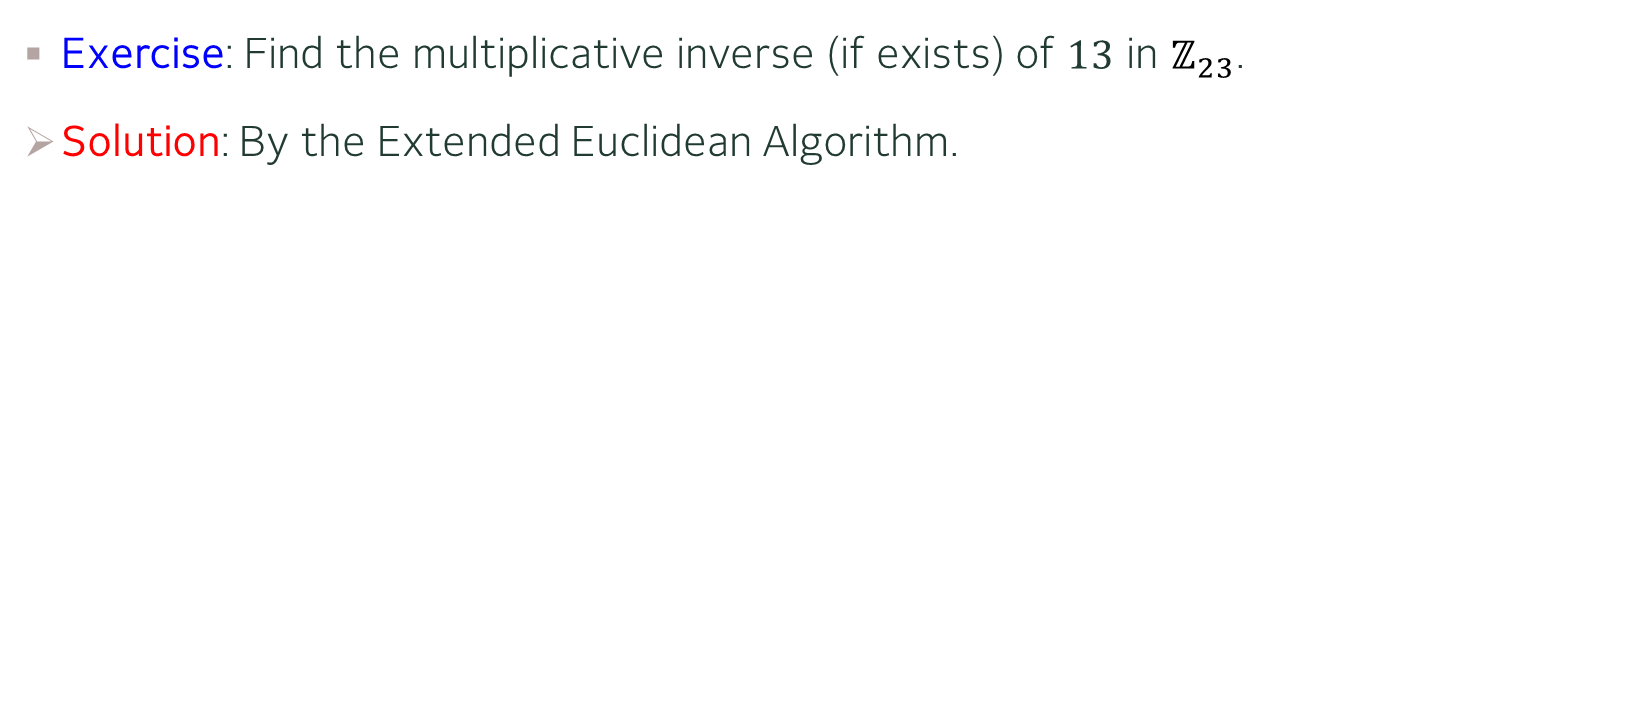 ▪ Exercise: Find the multiplicative inverse (if exists) of 13 in ℤ₂₃.
➢ Solution: By the Extended Euclidean Algorithm.